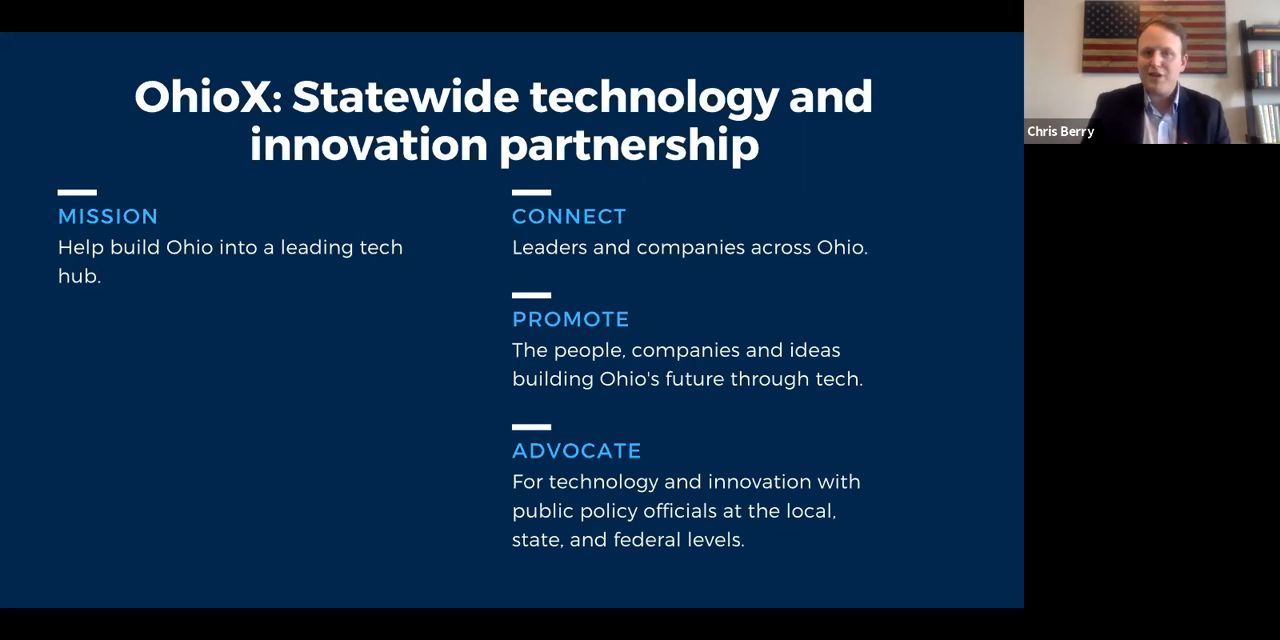 OhioX: Statewide technology and
innovation partnership
MISSION
Help build Ohio into a leading tech
hub.
CONNECT
Leaders and companies across Ohio.
PROMOTE
The people, companies and ideas
building Ohio's future through tech.
ADVOCATE
For technology and innovation with
public policy officials at the local,
state, and federal levels.
Chris Berry